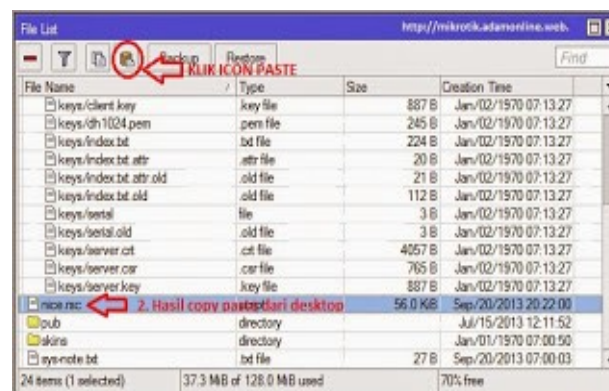 File List http://mikrotik.adamonline.web.
Backup Restore Find
KLIK ICON PASTE
File Name / Type Size Creation Time
keys/client.key .key file 887 B Jan/02/1970 07:13:27
keys/dh1024.pem .pem file 245 B Jan/02/1970 07:13:27
keys/index.txt .txt file 224 B Jan/02/1970 07:13:27
keys/index.txt.attr .attr file 20 B Jan/02/1970 07:13:27
keys/index.txt.attr.old .old file 21 B Jan/02/1970 07:13:27
keys/index.txt.old .old file 112 B Jan/02/1970 07:13:27
keys/serial file 3 B Jan/02/1970 07:13:27
keys/serial.old .old file 3 B Jan/02/1970 07:13:27
keys/server.crt .crt file 4057 B Jan/02/1970 07:13:27
keys/server.csr .csr file 765 B Jan/02/1970 07:13:27
keys/server.key .key file 887 B Jan/02/1970 07:13:27
nice.rsc 2. Hasil copy paste dari desktop 56.0 KiB Sep/20/2013 20:22:00
pub directory Jul/15/2013 12:11:52
skins directory Jan/01/1970 07:00:50
sys-note.txt .txt file 27 B Sep/20/2013 07:00:03
24 items (1 selected) 37.3 MiB of 128.0 MiB used 70% free